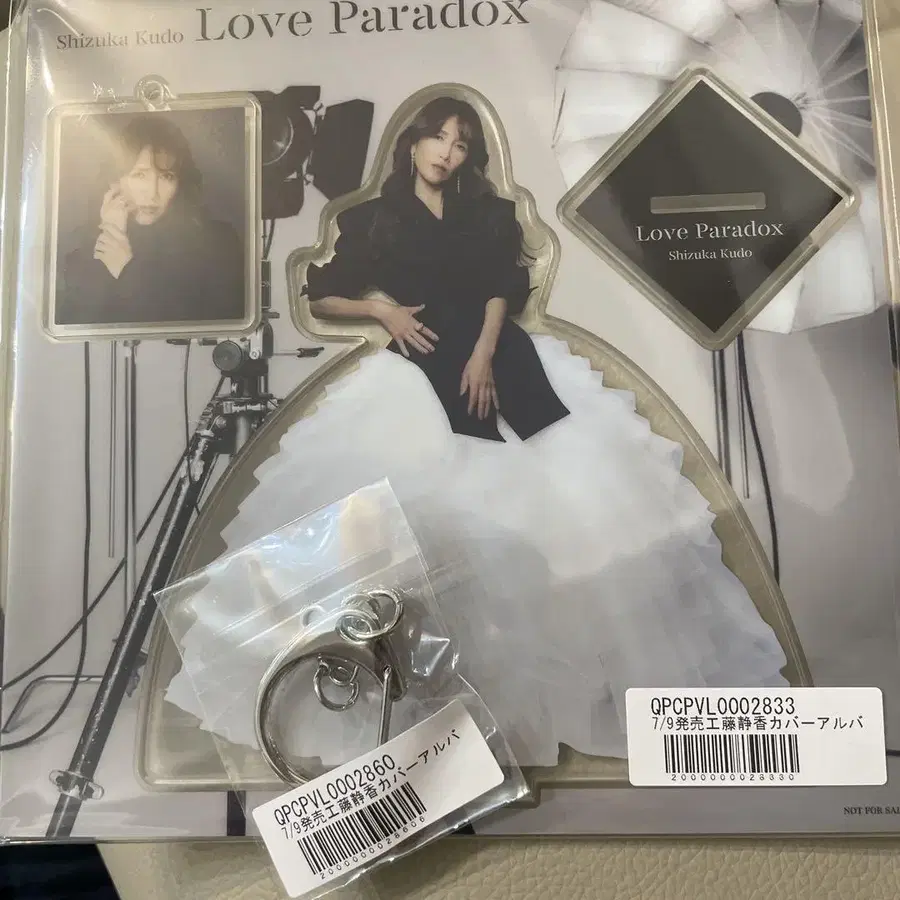 Shizuka Kudo Love Paradox
Love Paradox
Shizuka Kudo
QPCPVL0002833
7/9発売工藤静香カバーアルバ
2000000028330
QPCPVL0002860
7/9発売工藤静香カバーアルバ
2000000028606
NOT FOR SAL